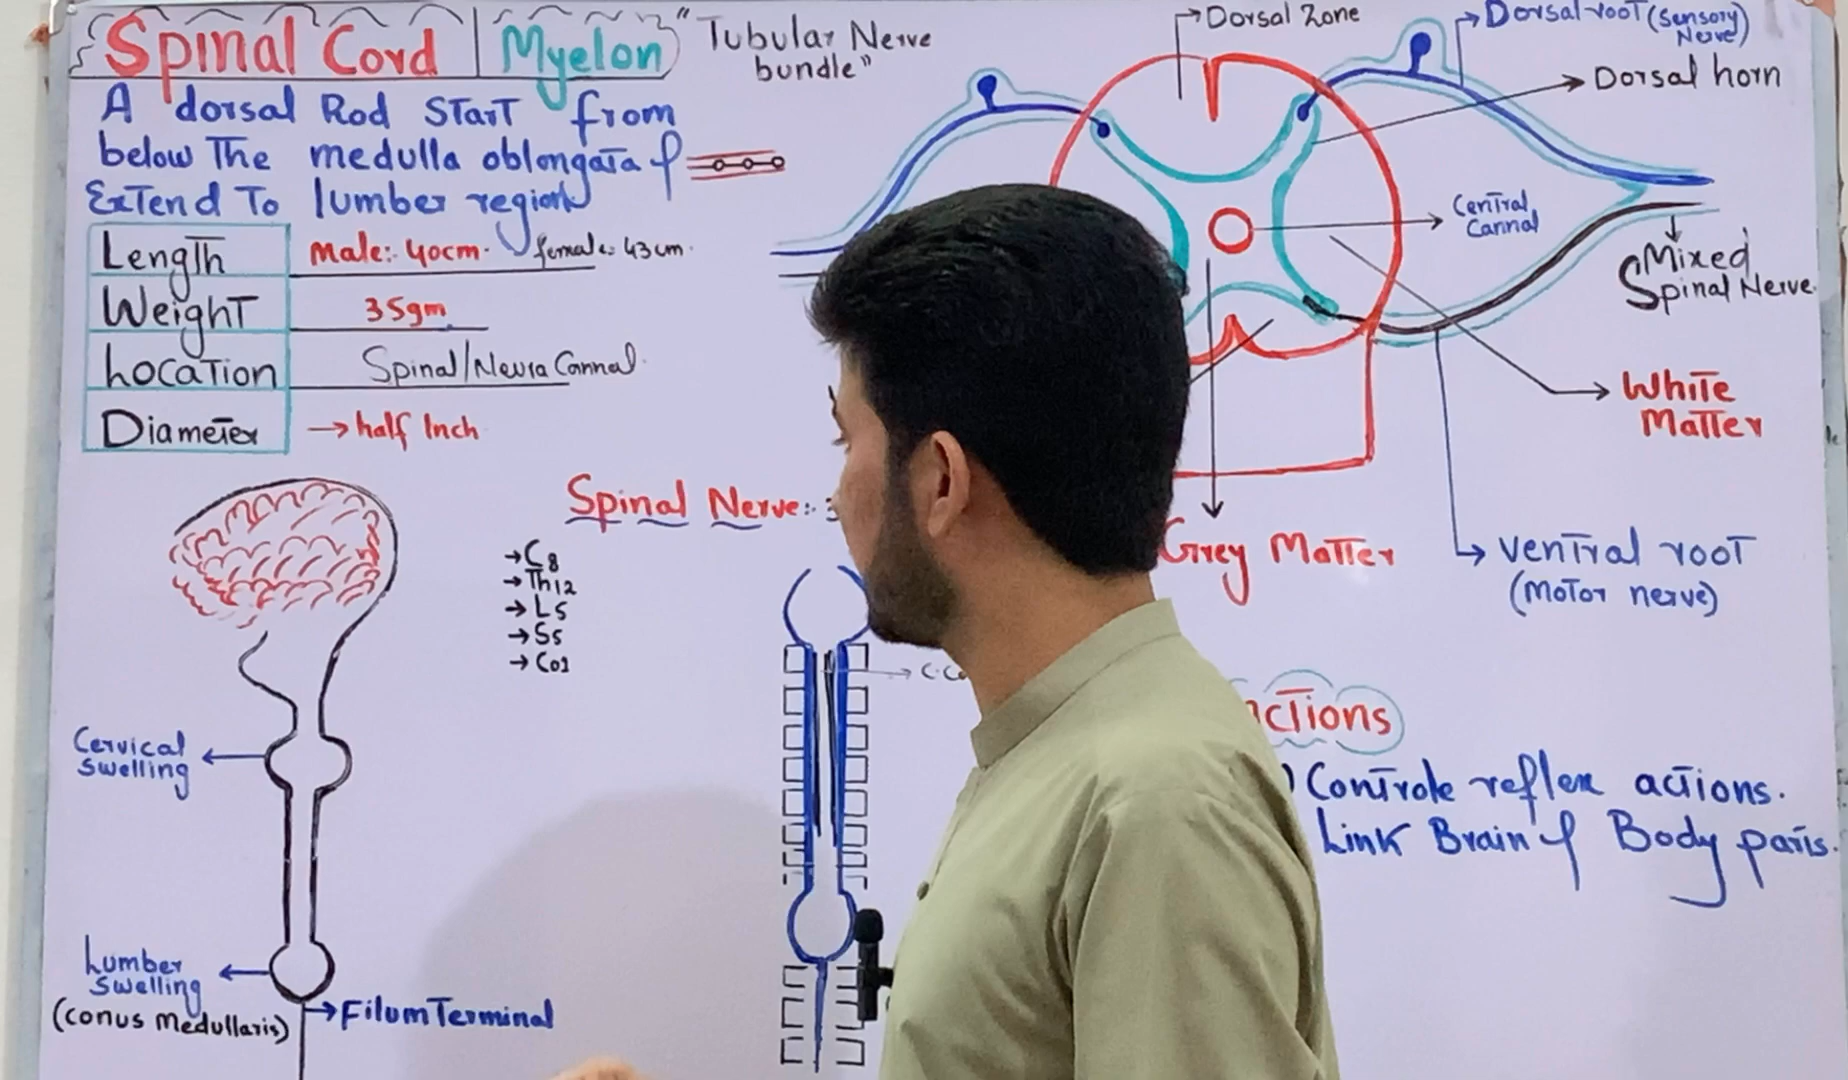 Spinal Cord | Myelon "Tubular Nerve
bundle"
A dorsal Rod START from
below The medulla oblongata &
Extend To lumber region
Length Male:- 40cm. female: 43cm.
Weight 35gm
Location Spinal/Neura Cannal
Diameter → half Inch
Spinal Nerve:-
→ C8
→ Th12
→ L5
→ S5
→ Co1
Cervical
swelling
Lumber
swelling
(conus Medullaris)
Filum Terminal
Dorsal Zone
Dorsal root (Sensory
Nerve)
Dorsal horn
Central
Cannal
Mixed
Spinal Nerve
White
Matter
Grey Matter
Ventral root
(Motor nerve)
ctions
Controle reflex actions.
Link Brain & Body parts.